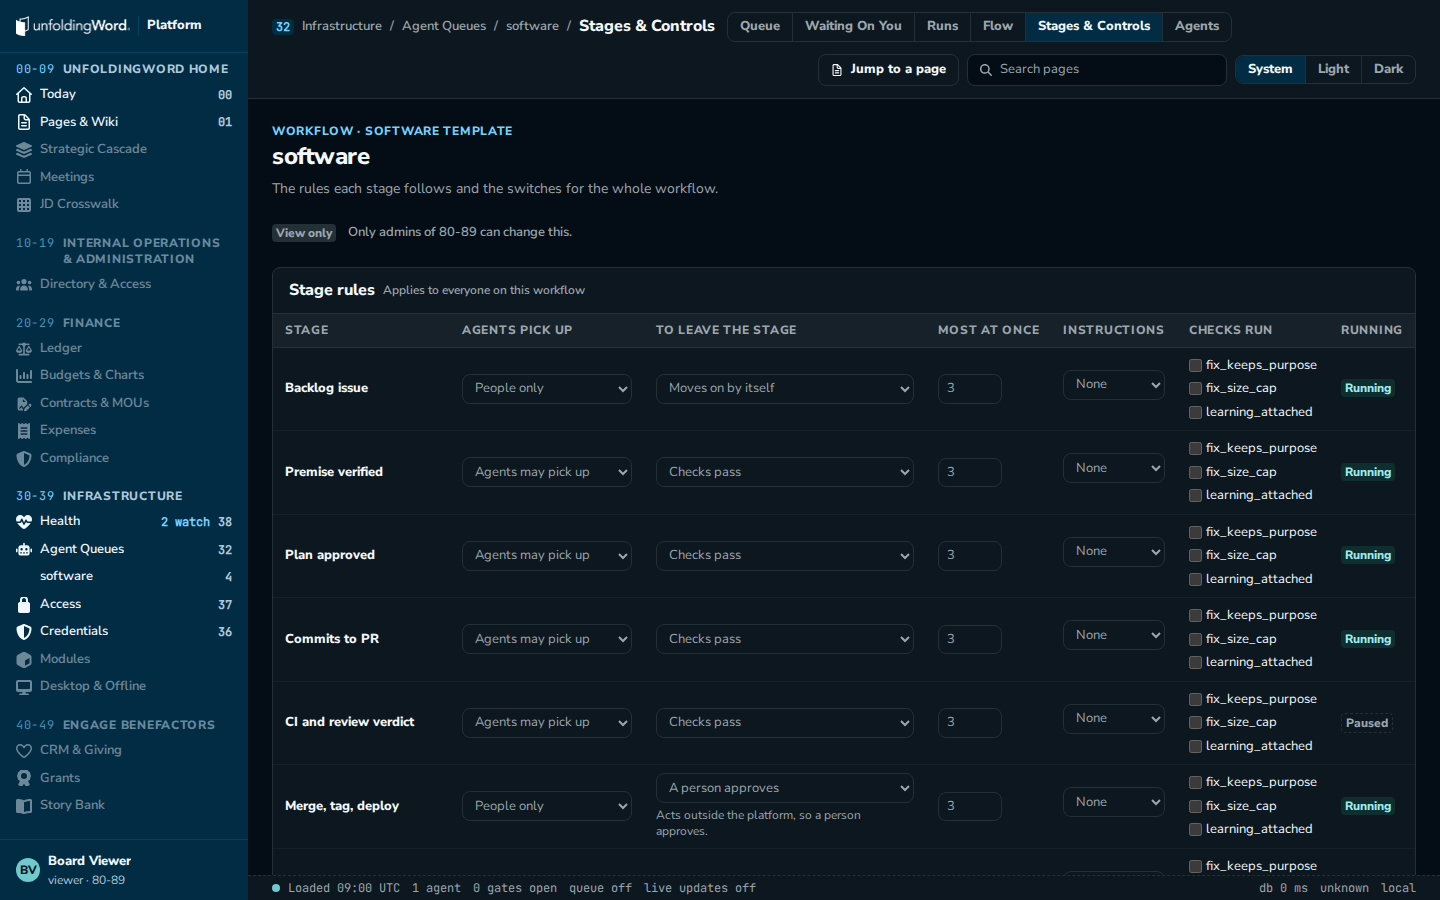 unfoldingWord Platform
00-09 UNFOLDINGWORD HOME
Today 00
Pages & Wiki 01
Strategic Cascade
Meetings
JD Crosswalk
10-19 INTERNAL OPERATIONS
& ADMINISTRATION
Directory & Access
20-29 FINANCE
Ledger
Budgets & Charts
Contracts & MOUs
Expenses
Compliance
30-39 INFRASTRUCTURE
Health 2 watch 38
Agent Queues 32
software 4
Access 37
Credentials 36
Modules
Desktop & Offline
40-49 ENGAGE BENEFACTORS
CRM & Giving
Grants
Story Bank
BV Board Viewer
viewer · 80-89
32 Infrastructure / Agent Queues / software / Stages & Controls
Queue Waiting On You Runs Flow Stages & Controls Agents
Jump to a page Search pages System Light Dark
WORKFLOW · SOFTWARE TEMPLATE
software
The rules each stage follows and the switches for the whole workflow.
View only Only admins of 80-89 can change this.
Stage rules Applies to everyone on this workflow
STAGE AGENTS PICK UP TO LEAVE THE STAGE MOST AT ONCE INSTRUCTIONS CHECKS RUN RUNNING
Backlog issue People only Moves on by itself 3 None fix_keeps_purpose Running
fix_size_cap
learning_attached
Premise verified Agents may pick up Checks pass 3 None fix_keeps_purpose Running
fix_size_cap
learning_attached
Plan approved Agents may pick up Checks pass 3 None fix_keeps_purpose Running
fix_size_cap
learning_attached
Commits to PR Agents may pick up Checks pass 3 None fix_keeps_purpose Running
fix_size_cap
learning_attached
CI and review verdict Agents may pick up Checks pass 3 None fix_keeps_purpose Paused
fix_size_cap
learning_attached
Merge, tag, deploy People only A person approves 3 None fix_keeps_purpose Running
Acts outside the platform, so a person
approves.
fix_size_cap
learning_attached
fix_keeps_purpose
Loaded 09:00 UTC 1 agent 0 gates open queue off live updates off db 0 ms unknown local